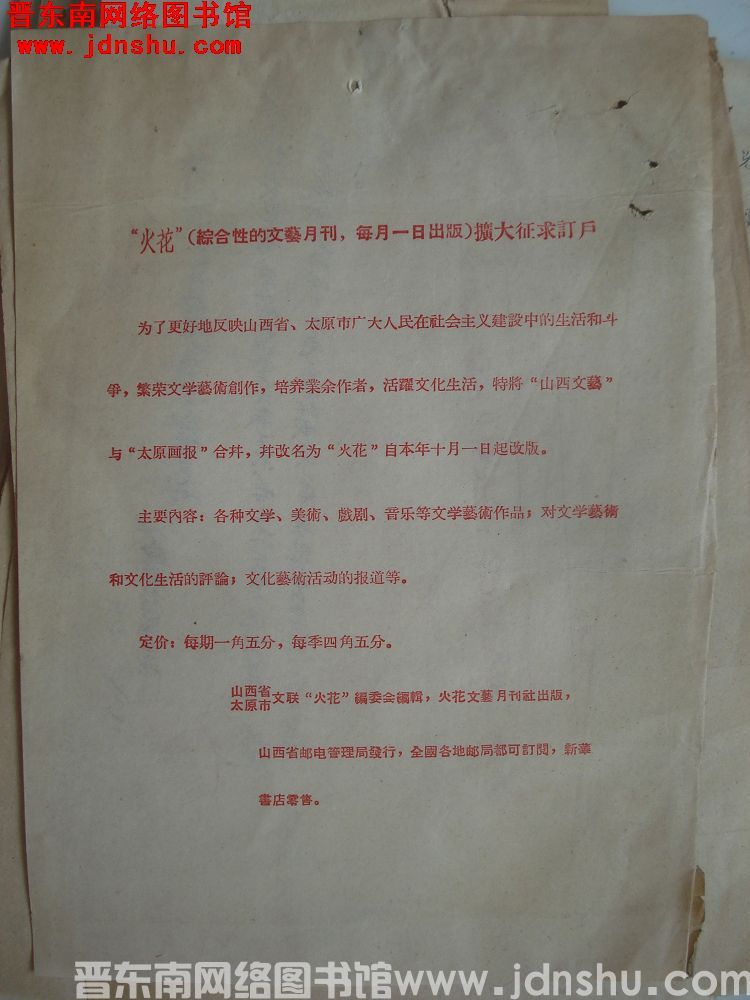 晋东南网络图书馆
www.jdnshu.com
“火花”（綜合性的文藝月刊，每月一日出版）擴大征求訂戶
为了更好地反映山西省、太原市广大人民在社会主义建設中的生活和斗
爭，繁荣文学藝術創作，培养業余作者，活躍文化生活，特將“山西文藝”
与“太原画报”合幷，幷改名为“火花”自本年十月一日起改版。
主要內容：各种文学、美術、戲剧、音乐等文学藝術作品；对文学藝術
和文化生活的評論；文化藝術活动的报道等。
定价：每期一角五分，每季四角五分。
山西省
太原市文联“火花”編委会編輯，火花文藝月刊社出版，
山西省邮电管理局發行，全國各地邮局都可訂閱，新華
書店零售。
晋东南网络图书馆www.jdnshu.com